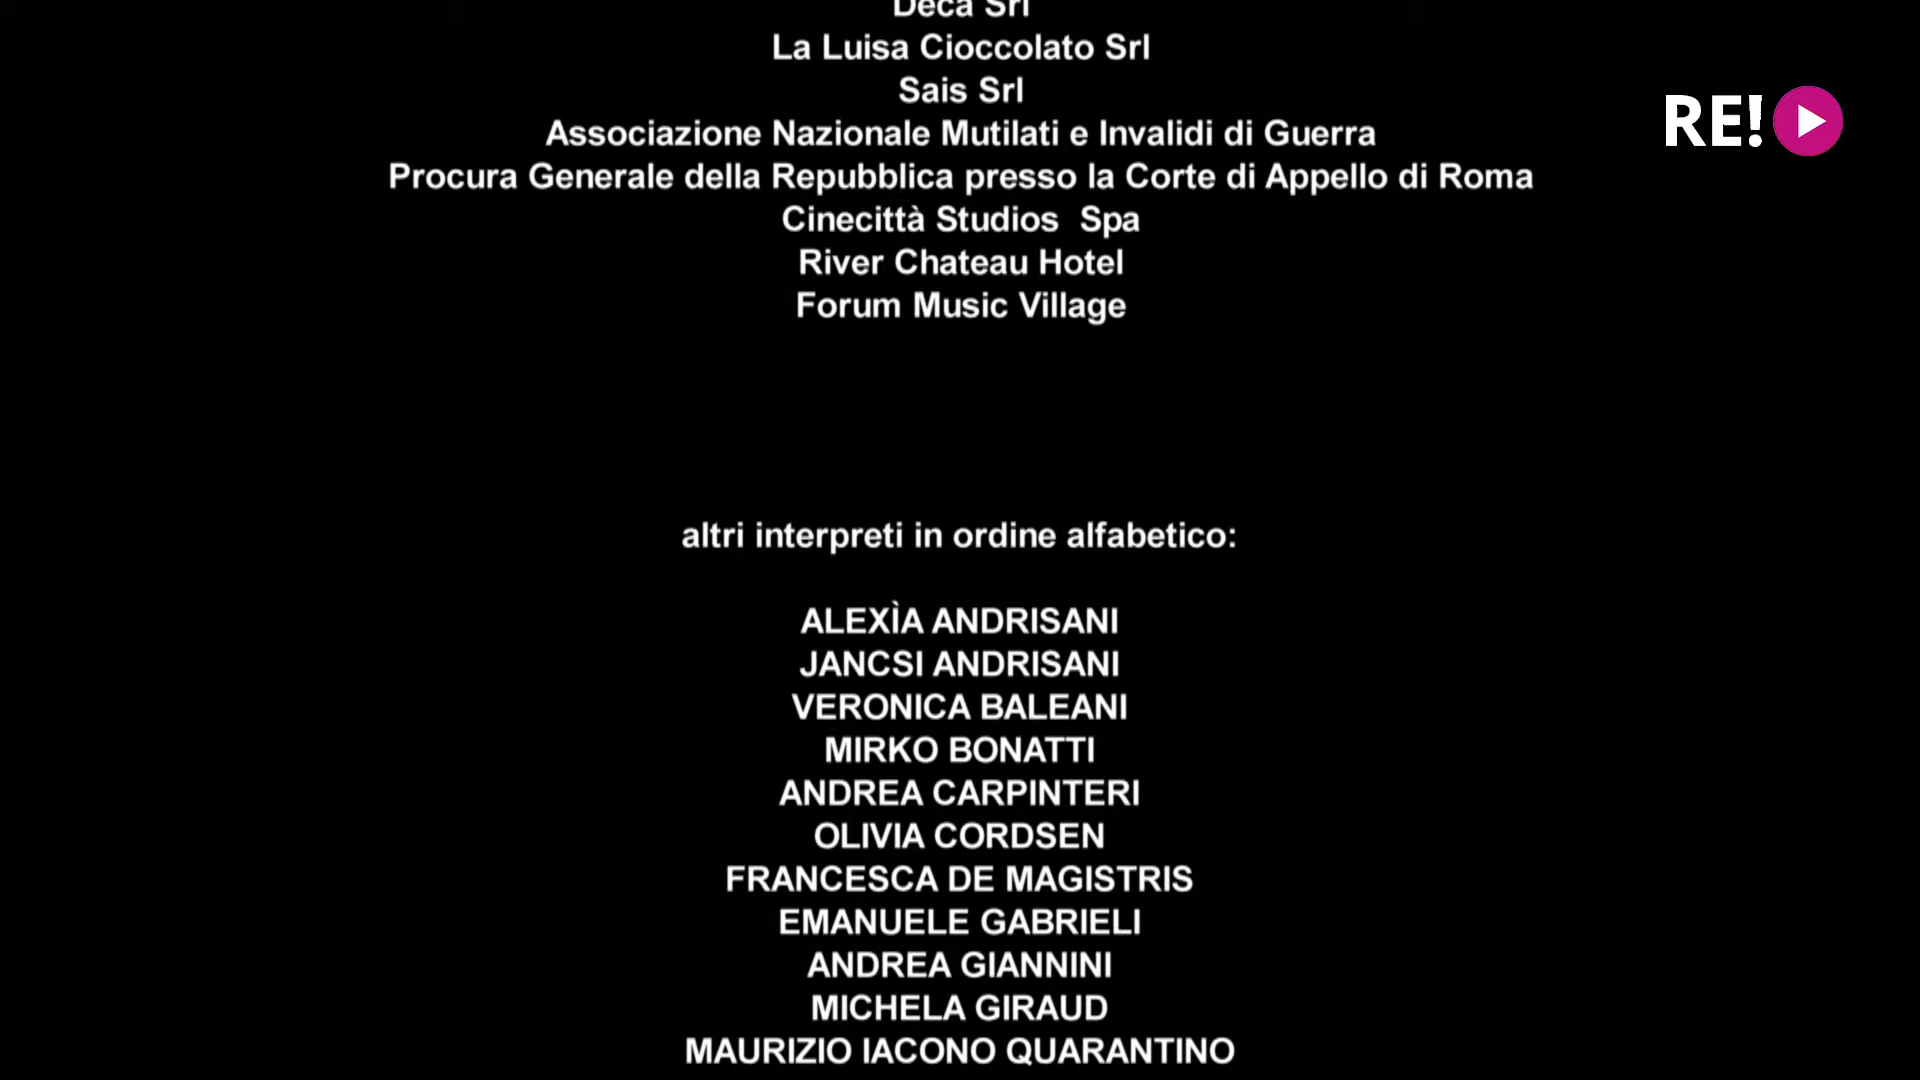 Deca Srl
La Luisa Cioccolato Srl
Sais Srl
Associazione Nazionale Mutilati e Invalidi di Guerra
Procura Generale della Repubblica presso la Corte di Appello di Roma
Cinecittà Studios Spa
River Chateau Hotel
Forum Music Village
RE!
altri interpreti in ordine alfabetico:
ALEXÌA ANDRISANI
JANCSI ANDRISANI
VERONICA BALEANI
MIRKO BONATTI
ANDREA CARPINTERI
OLIVIA CORDSEN
FRANCESCA DE MAGISTRIS
EMANUELE GABRIELI
ANDREA GIANNINI
MICHELA GIRAUD
MAURIZIO IACONO QUARANTINO